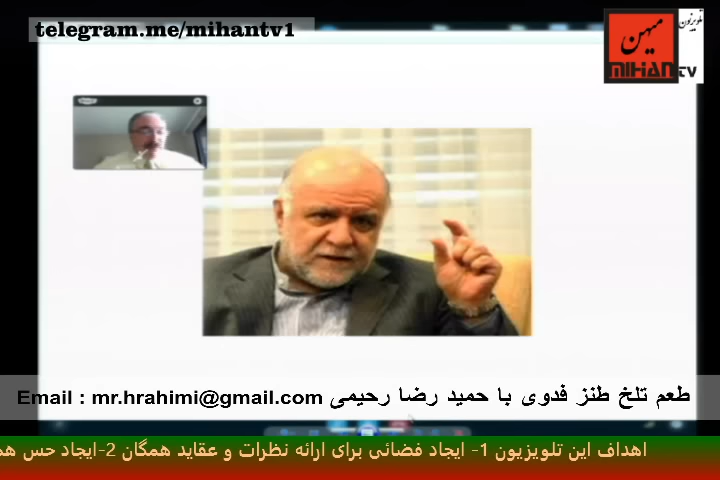 telegram.me/mihantv1
تلویزیون
میهن
MIHAN TV
طعم تلخ طنز فدوی با حمید رضا رحیمی Email : mr.hrahimi@gmail.com
اهداف این تلویزیون 1- ایجاد فضائی برای ارائه نظرات و عقاید همگان 2-ایجاد حس